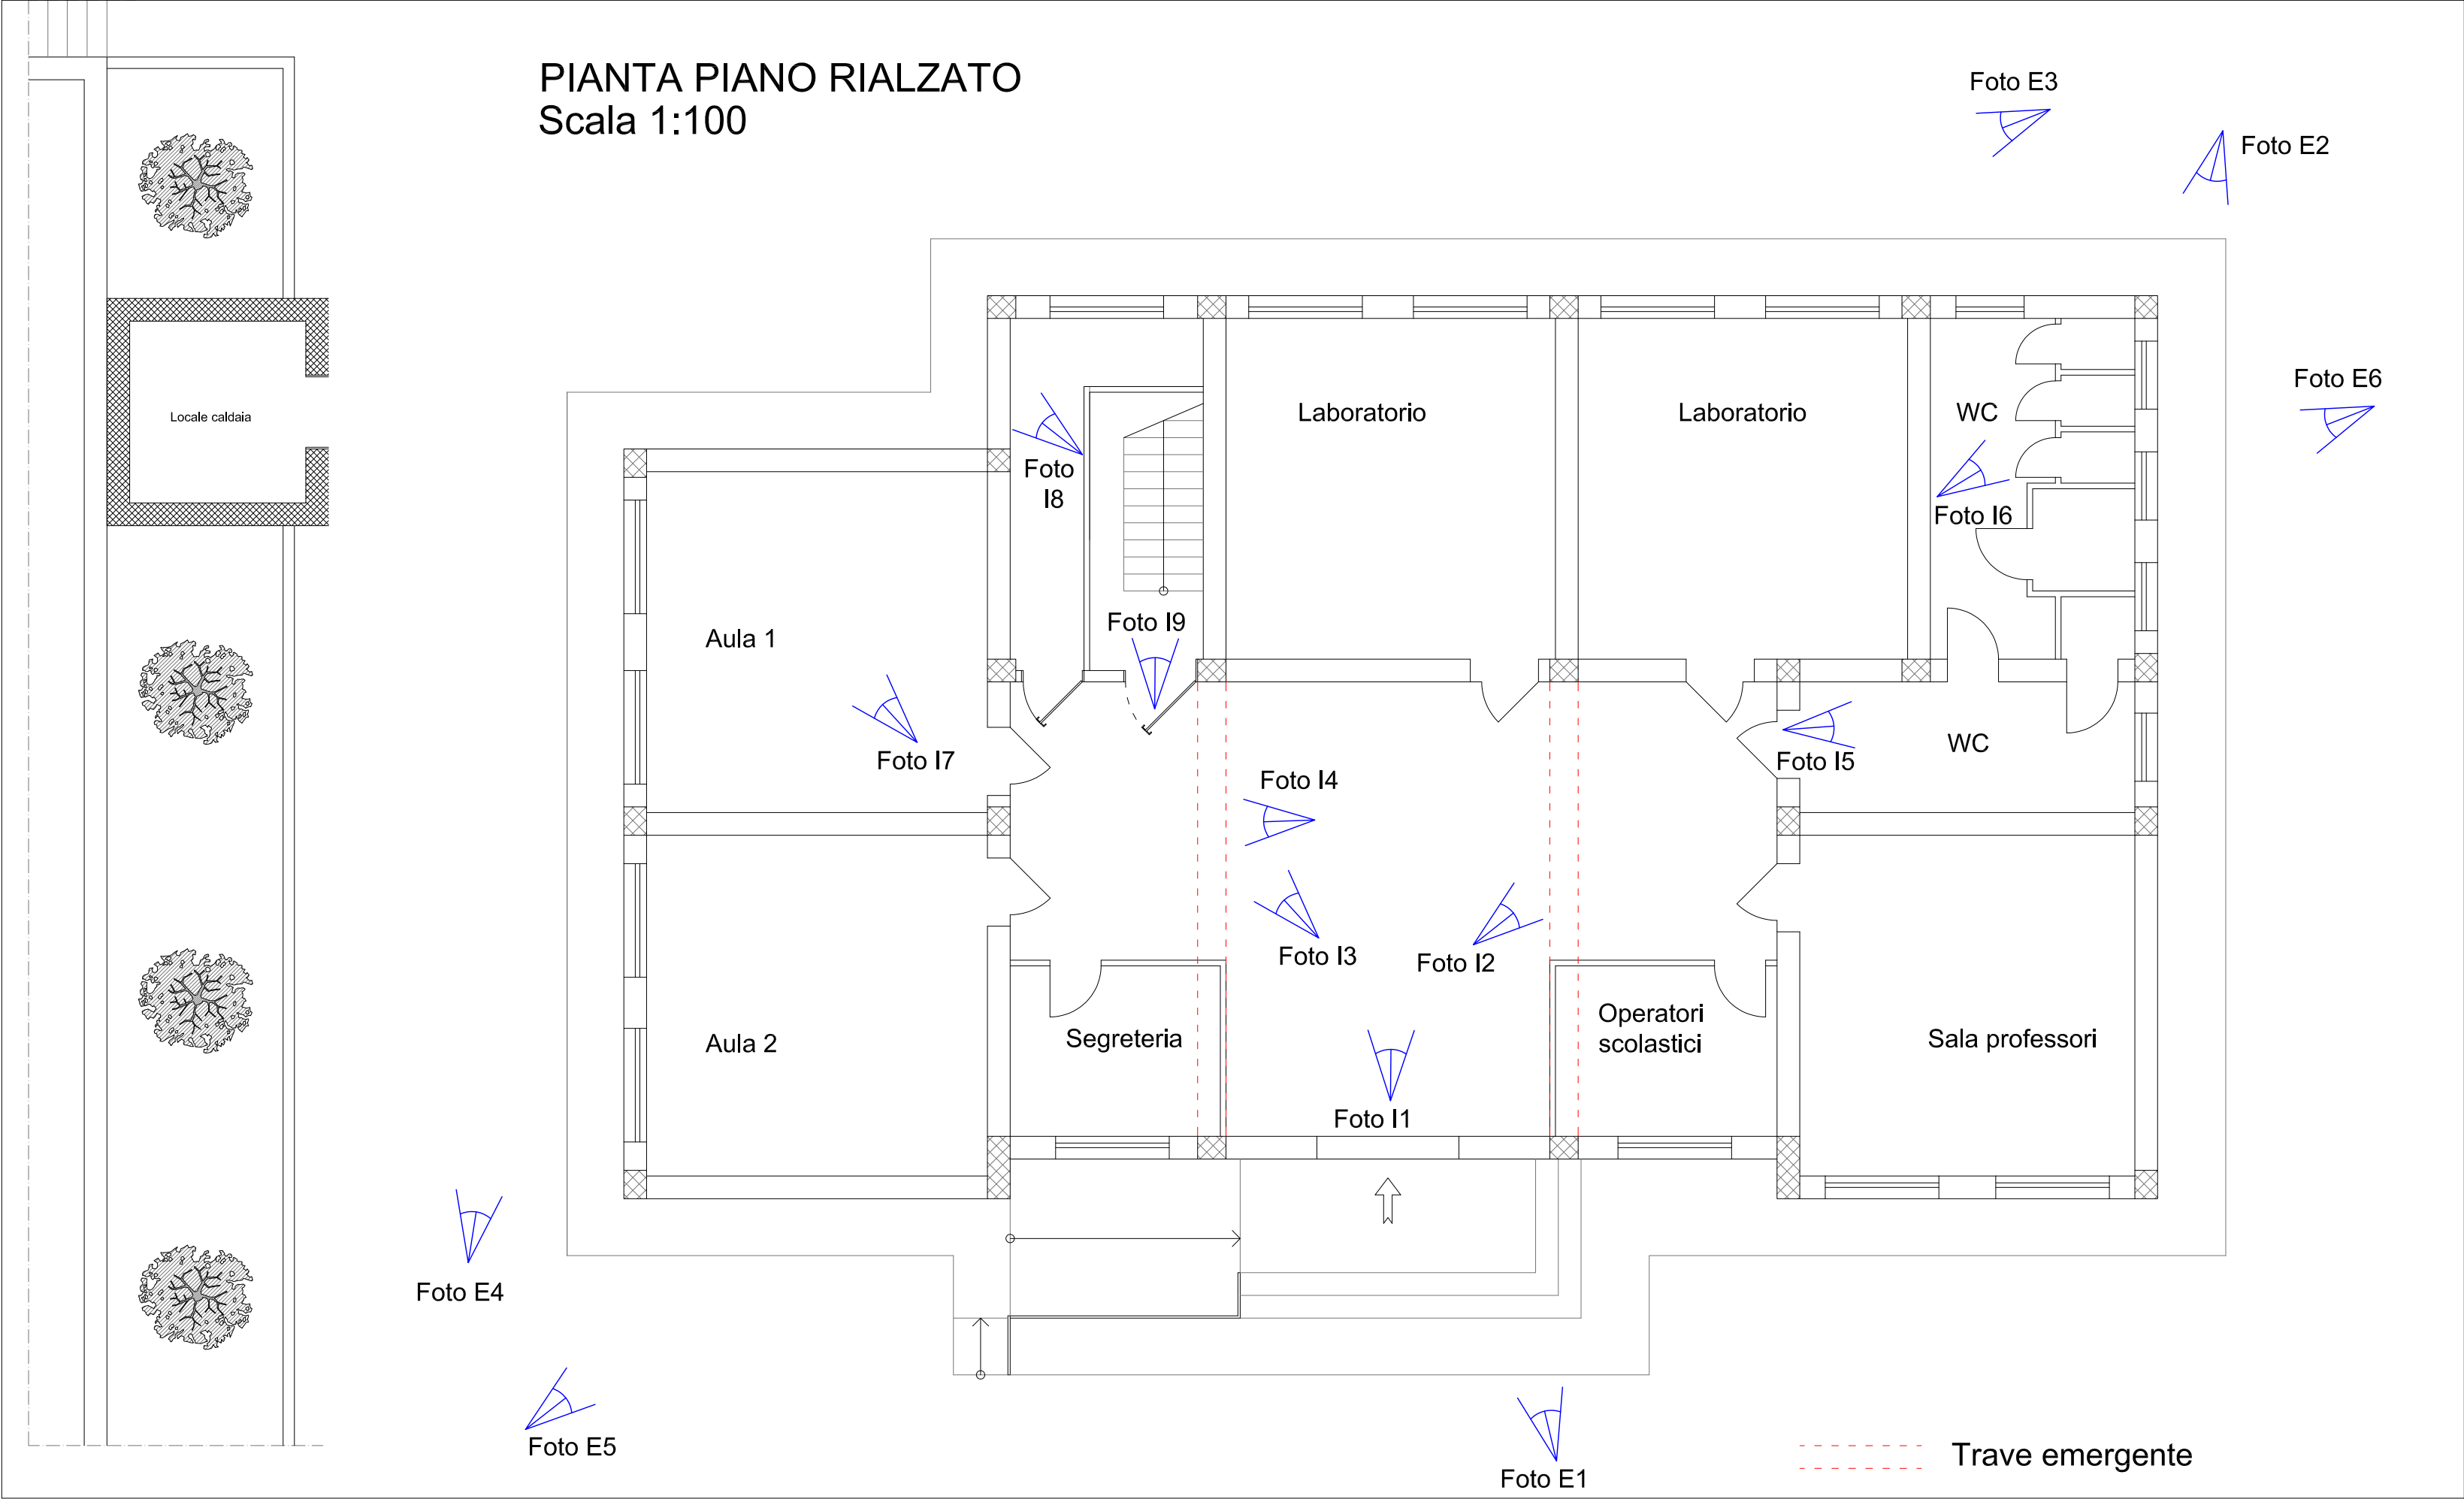 PIANTA PIANO RIALZATO
Scala 1:100
Foto E3
Foto E2
Foto E6
Locale caldaia
Laboratorio
Laboratorio
WC
Foto
I8
Foto I6
Foto I9
Aula 1
Foto I7
Foto I4
Foto I5
WC
Foto I3
Foto I2
Operatori
scolastici
Segreteria
Sala professori
Aula 2
Foto I1
Foto E4
Foto E5
Foto E1
Trave emergente